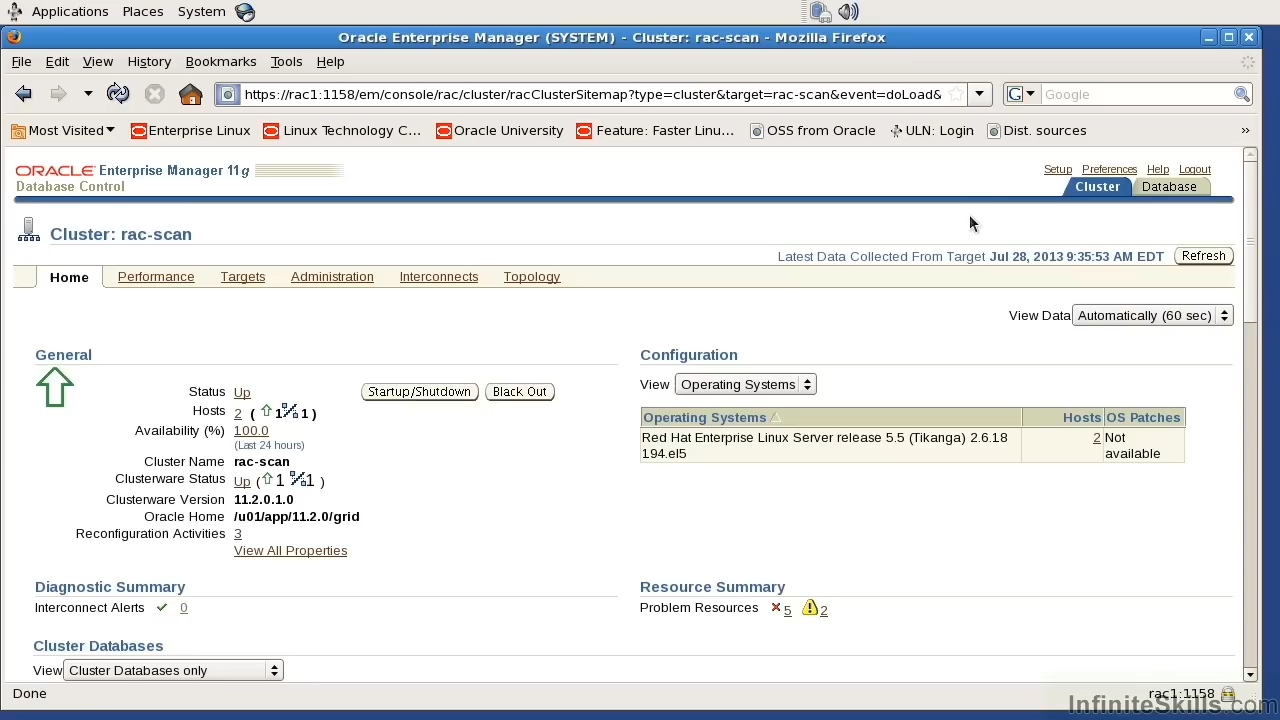 Applications Places System
Oracle Enterprise Manager (SYSTEM) - Cluster: rac-scan - Mozilla Firefox
File Edit View History Bookmarks Tools Help
https://rac1:1158/em/console/rac/cluster/racClusterSitemap?type=cluster&target=rac-scan&event=doLoad& G Google
Most Visited Enterprise Linux Linux Technology C... Oracle University Feature: Faster Linu... OSS from Oracle ULN: Login Dist. sources »
ORACLE Enterprise Manager 11g
Database Control
Setup Preferences Help Logout
Cluster Database
Cluster: rac-scan
Latest Data Collected From Target Jul 28, 2013 9:35:53 AM EDT Refresh
Home Performance Targets Administration Interconnects Topology
View Data Automatically (60 sec)
General
Status Up Startup/Shutdown Black Out
Hosts 2 ( 1 1 )
Availability (%) 100.0
(Last 24 hours)
Cluster Name rac-scan
Clusterware Status Up ( 1 1 )
Clusterware Version 11.2.0.1.0
Oracle Home /u01/app/11.2.0/grid
Reconfiguration Activities 3
View All Properties
Configuration
View Operating Systems
Operating Systems Hosts OS Patches
Red Hat Enterprise Linux Server release 5.5 (Tikanga) 2.6.18 2 Not
194.el5 available
Diagnostic Summary
Interconnect Alerts 0
Resource Summary
Problem Resources 5 2
Cluster Databases
View Cluster Databases only
Done rac1:1158
InfiniteSkills.com